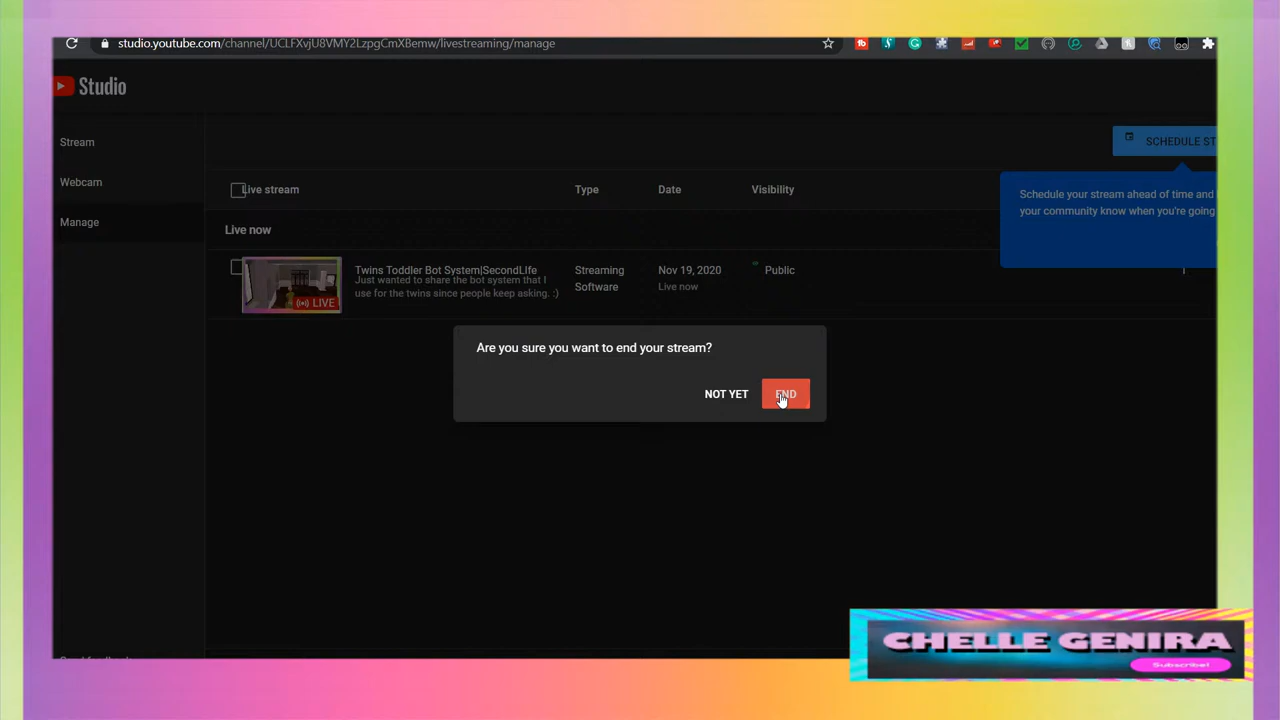 studio.youtube.com/channel/UCLFXvjU8VMY2LzpgCmXBemw/livestreaming/manage
Studio
Stream
SCHEDULE ST
Webcam
Live stream
Type
Date
Visibility
Schedule your stream ahead of time and
your community know when you're going
Manage
Live now
Twins Toddler Bot System|SecondLIfe
Just wanted to share the bot system that I
use for the twins since people keep asking. :)
LIVE
Streaming
Software
Nov 19, 2020
Live now
Public
Are you sure you want to end your stream?
NOT YET
END
CHELLE GENIRA
Subscribe!